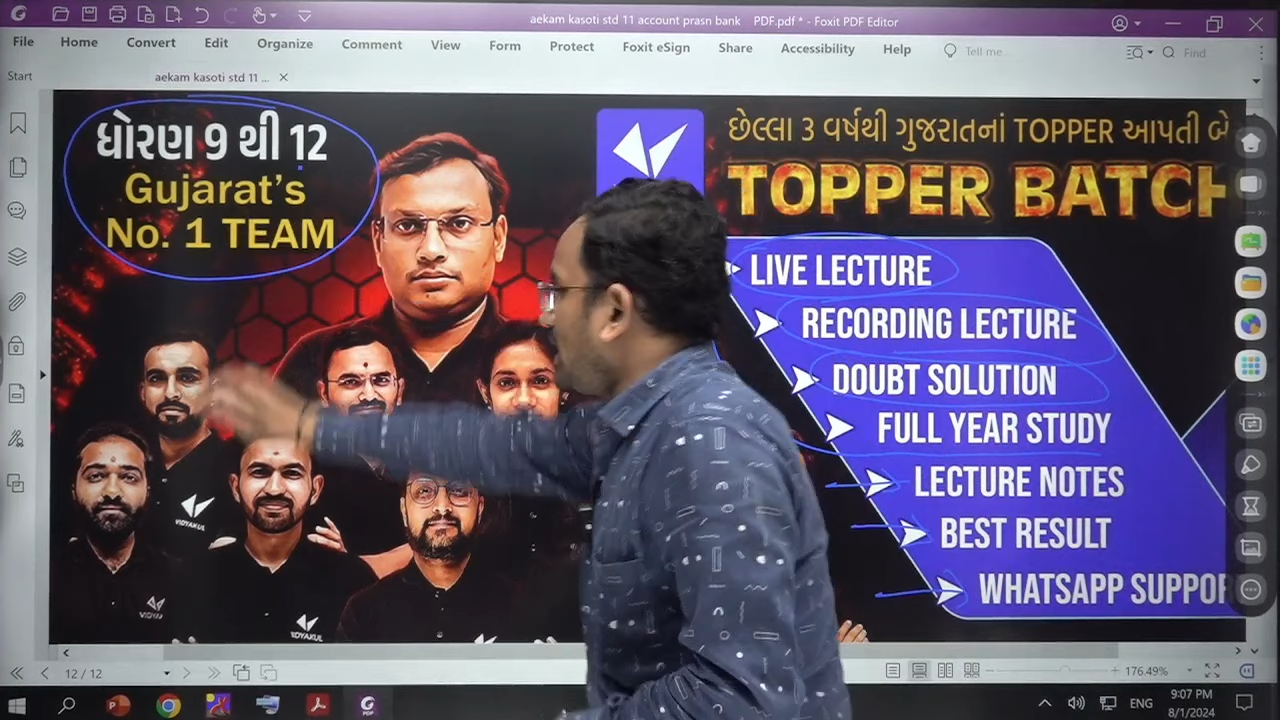 aekam kasoti std 11 account prasn bank PDF.pdf * - Foxit PDF Editor
File Home Convert Edit Organize Comment View Form Protect Foxit eSign Share Accessibility Help Tell me... Find
Start aekam kasoti std 11 ...
ધોરણ 9 થી 12
Gujarat's
No. 1 TEAM
છેલ્લા 3 વર્ષથી ગુજરાતનાં TOPPER આપતી બે
TOPPER BATCH
LIVE LECTURE
RECORDING LECTURE
DOUBT SOLUTION
FULL YEAR STUDY
LECTURE NOTES
BEST RESULT
WHATSAPP SUPPOR
VIDYAKUL
VIDYAKUL
12 / 12
176.49%
ENG
9:07 PM
8/1/2024